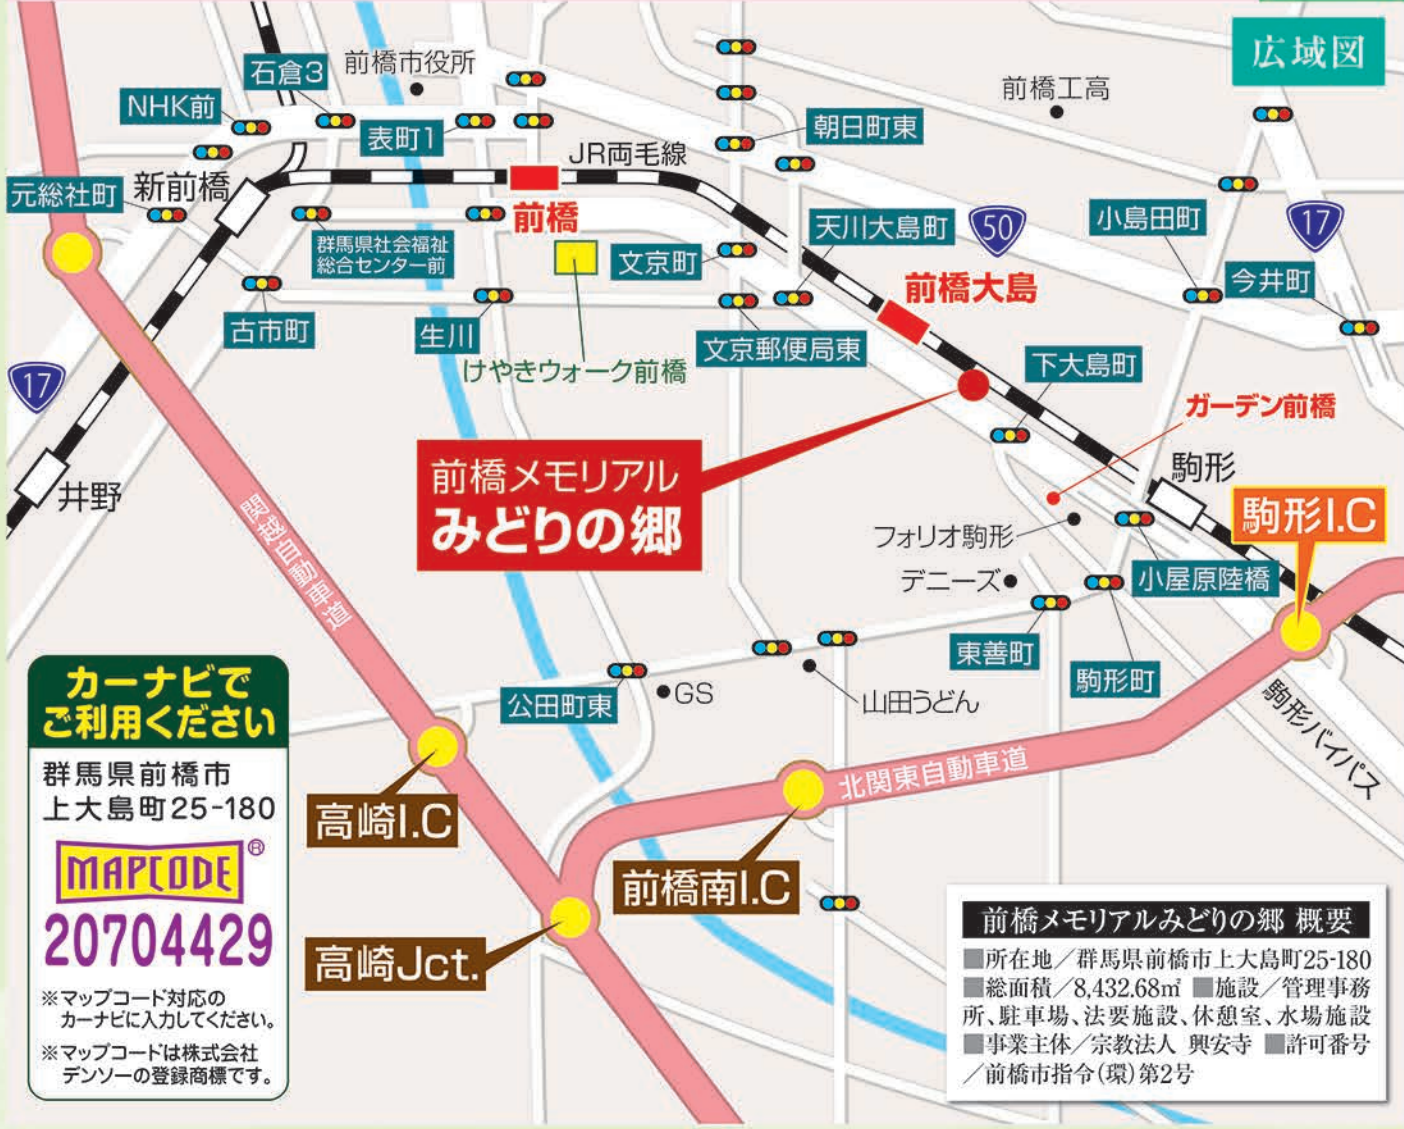 広域図
前橋市役所
石倉3
NHK前
表町1
朝日町東
前橋工高
JR両毛線
新前橋
元総社町
前橋
群馬県社会福祉
総合センター前
文京町
天川大島町
50
小島田町
17
今井町
前橋大島
古市町
生川
文京郵便局東
けやきウォーク前橋
下大島町
17
ガーデン前橋
前橋メモリアル
みどりの郷
井野
駒形
駒形I.C
関越自動車道
フォリオ駒形
デニーズ
小屋原陸橋
東善町
駒形町
公田町東
GS
山田うどん
駒形バイパス
高崎I.C
北関東自動車道
前橋南I.C
高崎Jct.
カーナビで
ご利用ください
群馬県前橋市
上大島町25-180
MAPCODE®
20704429
※マップコード対応の
カーナビに入力してください。
※マップコードは株式会社
デンソーの登録商標です。
前橋メモリアルみどりの郷 概要
■所在地／群馬県前橋市上大島町25-180
■総面積／8,432.68㎡ ■施設／管理事務
所、駐車場、法要施設、休憩室、水場施設
■事業主体／宗教法人 興安寺 ■許可番号
／前橋市指令(環)第2号